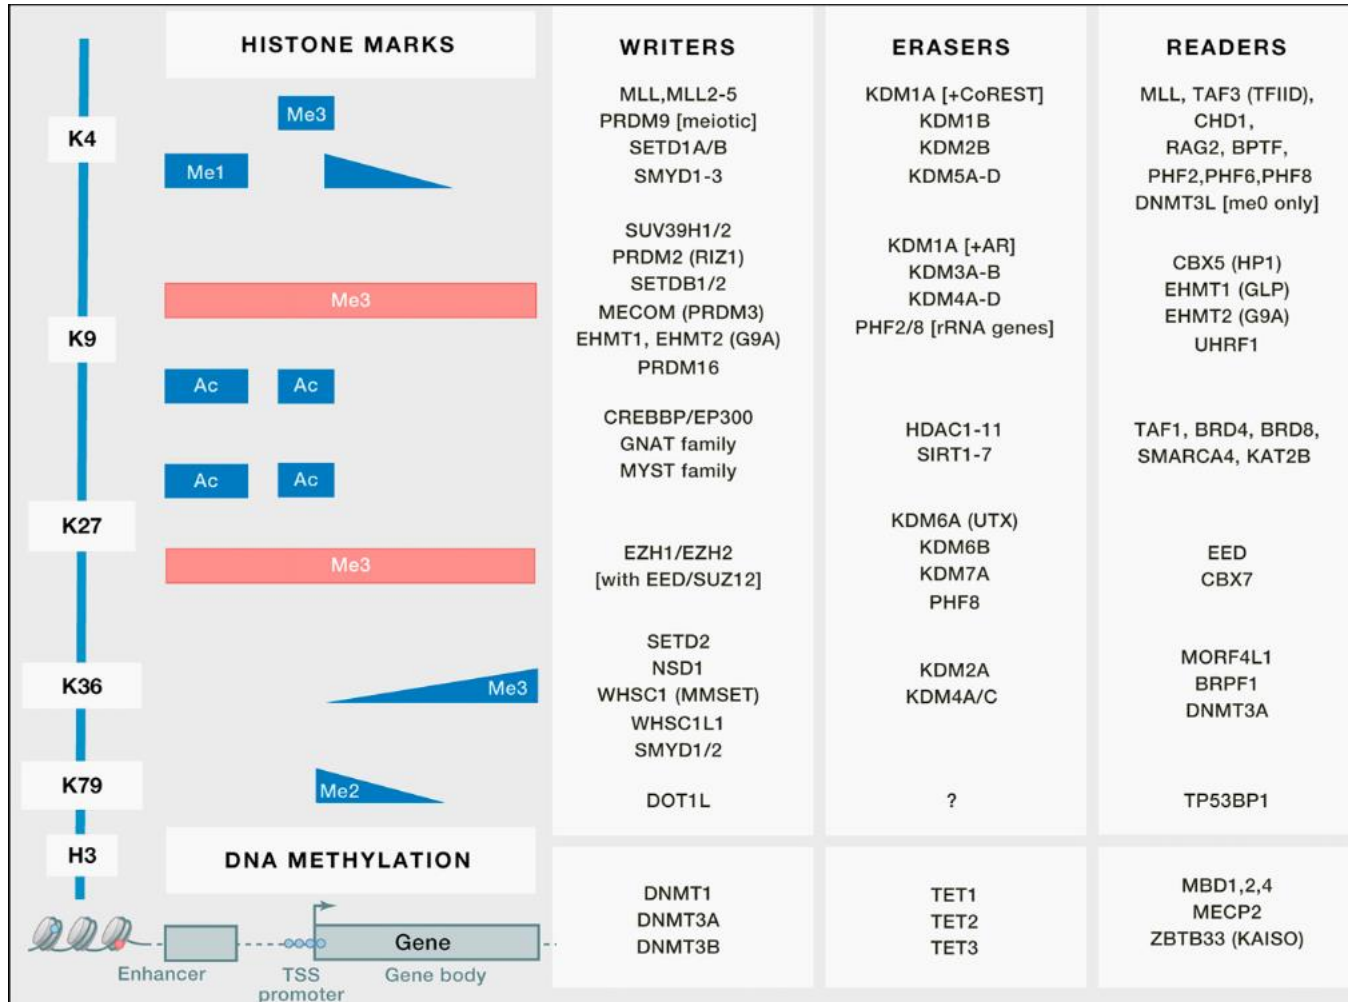 HISTONE MARKS
WRITERS
ERASERS
READERS
K4
Me3
Me1
MLL,MLL2-5
PRDM9 [meiotic]
SETD1A/B
SMYD1-3
KDM1A [+CoREST]
KDM1B
KDM2B
KDM5A-D
MLL, TAF3 (TFIID),
CHD1,
RAG2, BPTF,
PHF2,PHF6,PHF8
DNMT3L [me0 only]
K9
Me3
Ac
Ac
SUV39H1/2
PRDM2 (RIZ1)
SETDB1/2
MECOM (PRDM3)
EHMT1, EHMT2 (G9A)
PRDM16
KDM1A [+AR]
KDM3A-B
KDM4A-D
PHF2/8 [rRNA genes]
CBX5 (HP1)
EHMT1 (GLP)
EHMT2 (G9A)
UHRF1
CREBBP/EP300
GNAT family
MYST family
HDAC1-11
SIRT1-7
TAF1, BRD4, BRD8,
SMARCA4, KAT2B
K27
Ac
Ac
Me3
EZH1/EZH2
[with EED/SUZ12]
KDM6A (UTX)
KDM6B
KDM7A
PHF8
EED
CBX7
K36
Me3
SETD2
NSD1
WHSC1 (MMSET)
WHSC1L1
SMYD1/2
KDM2A
KDM4A/C
MORF4L1
BRPF1
DNMT3A
K79
Me2
DOT1L
?
TP53BP1
H3
DNA METHYLATION
DNMT1
DNMT3A
DNMT3B
TET1
TET2
TET3
MBD1,2,4
MECP2
ZBTB33 (KAISO)
Gene
Enhancer
TSS
promoter
Gene body